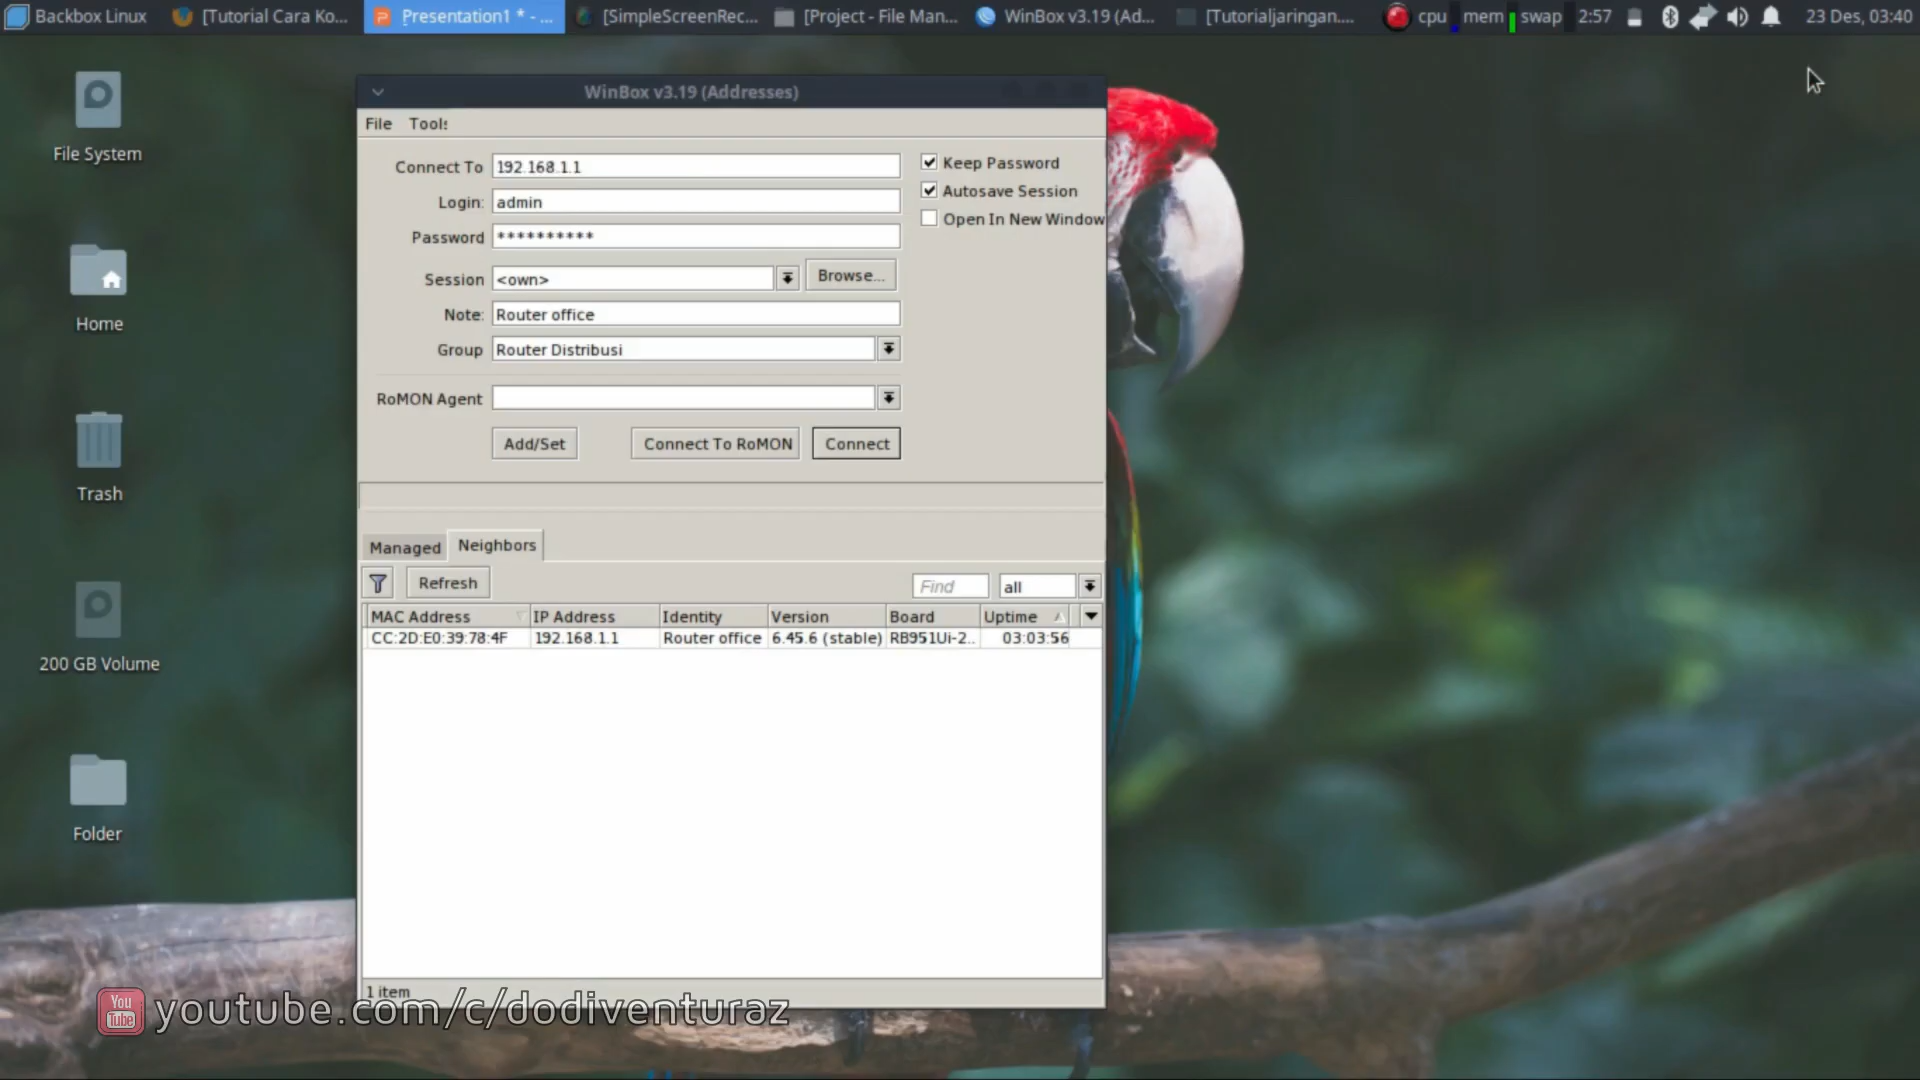 Backbox Linux [Tutorial Cara Ko... Presentation1 * - ... [SimpleScreenRec... [Project - File Man... WinBox v3.19 (Ad... [Tutorialjaringan.... cpu mem swap 2:57 23 Des, 03:40
File System
Home
Trash
200 GB Volume
Folder
WinBox v3.19 (Addresses)
File Tools
Connect To 192.168.1.1
Login: admin
Password **********
Session <own> Browse...
Note: Router office
Group Router Distribusi
RoMON Agent
Keep Password
Autosave Session
Open In New Window
Add/Set Connect To RoMON Connect
Managed Neighbors
Refresh Find all
MAC Address IP Address Identity Version Board Uptime
CC:2D:E0:39:78:4F 192.168.1.1 Router office 6.45.6 (stable) RB951Ui-2.. 03:03:56
1 item
You Tube youtube.com/c/dodiventuraz